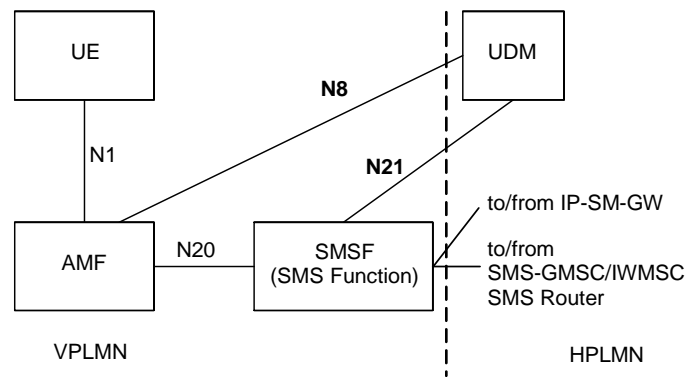 UE
UDM
N8
N1
N21
to/from IP-SM-GW
AMF
N20
SMSF
(SMS Function)
to/from
SMS-GMSC/IWMSC
SMS Router
VPLMN
HPLMN